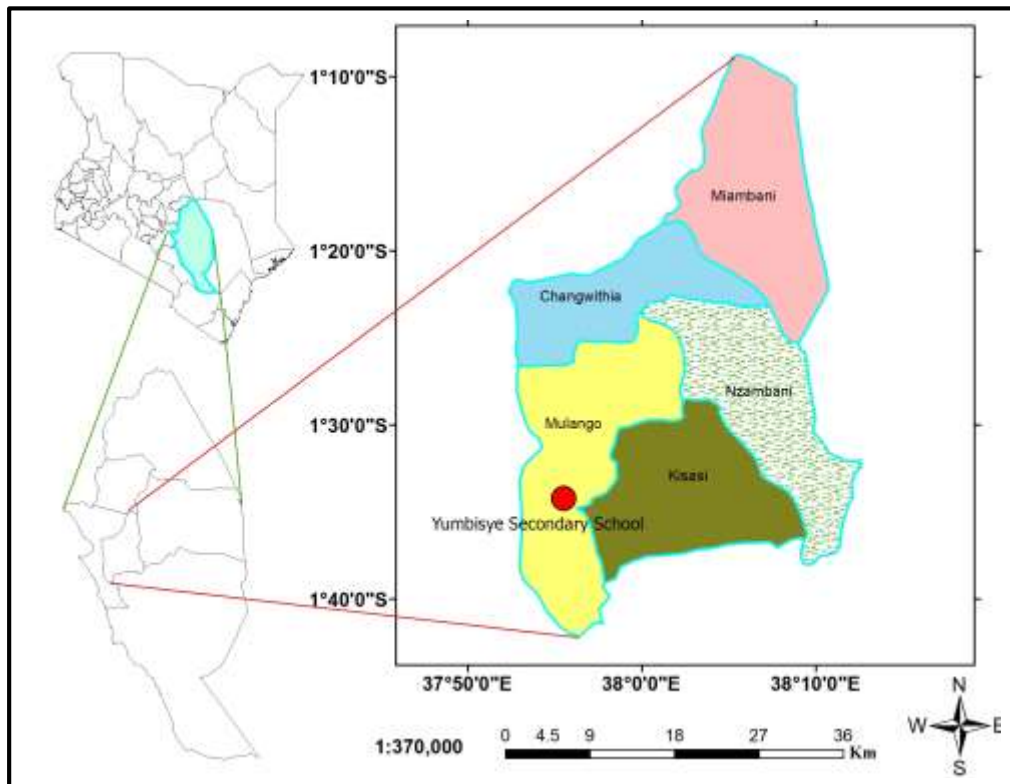 1°10'0"S
Miambani
1°20'0"S
Changwithia
Nzambani
1°30'0"S
Mulango
Kisasi
Yumbisye Secondary School
1°40'0"S
37°50'0"E 38°0'0"E 38°10'0"E
N
W E
S
0 4.5 9 18 27 36
1:370,000 Km